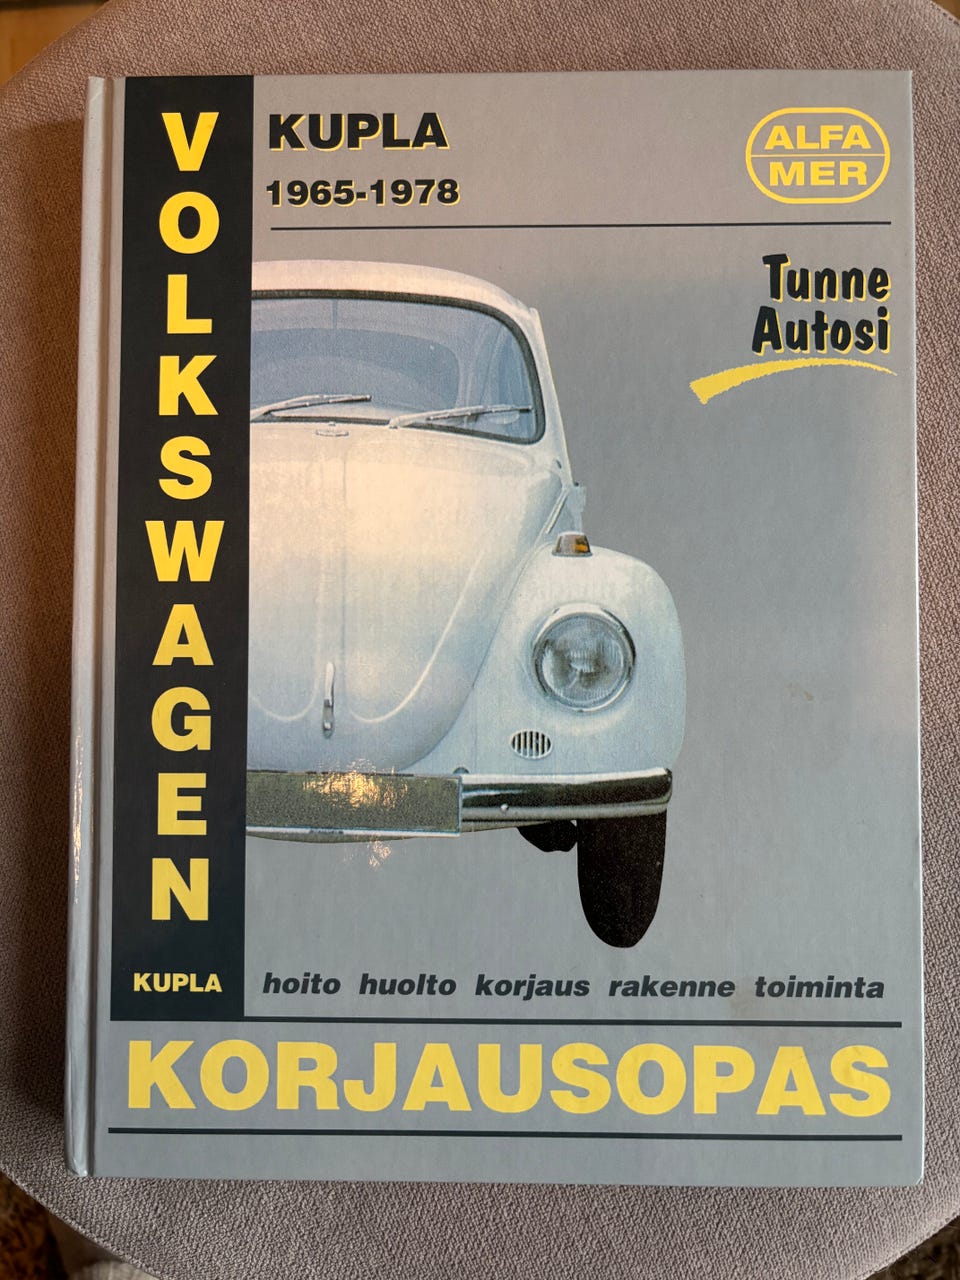 VOLKSWAGEN
KUPLA
KUPLA
1965-1978
ALFA
MER
Tunne
Autosi
hoito huolto korjaus rakenne toiminta
KORJAUSOPAS